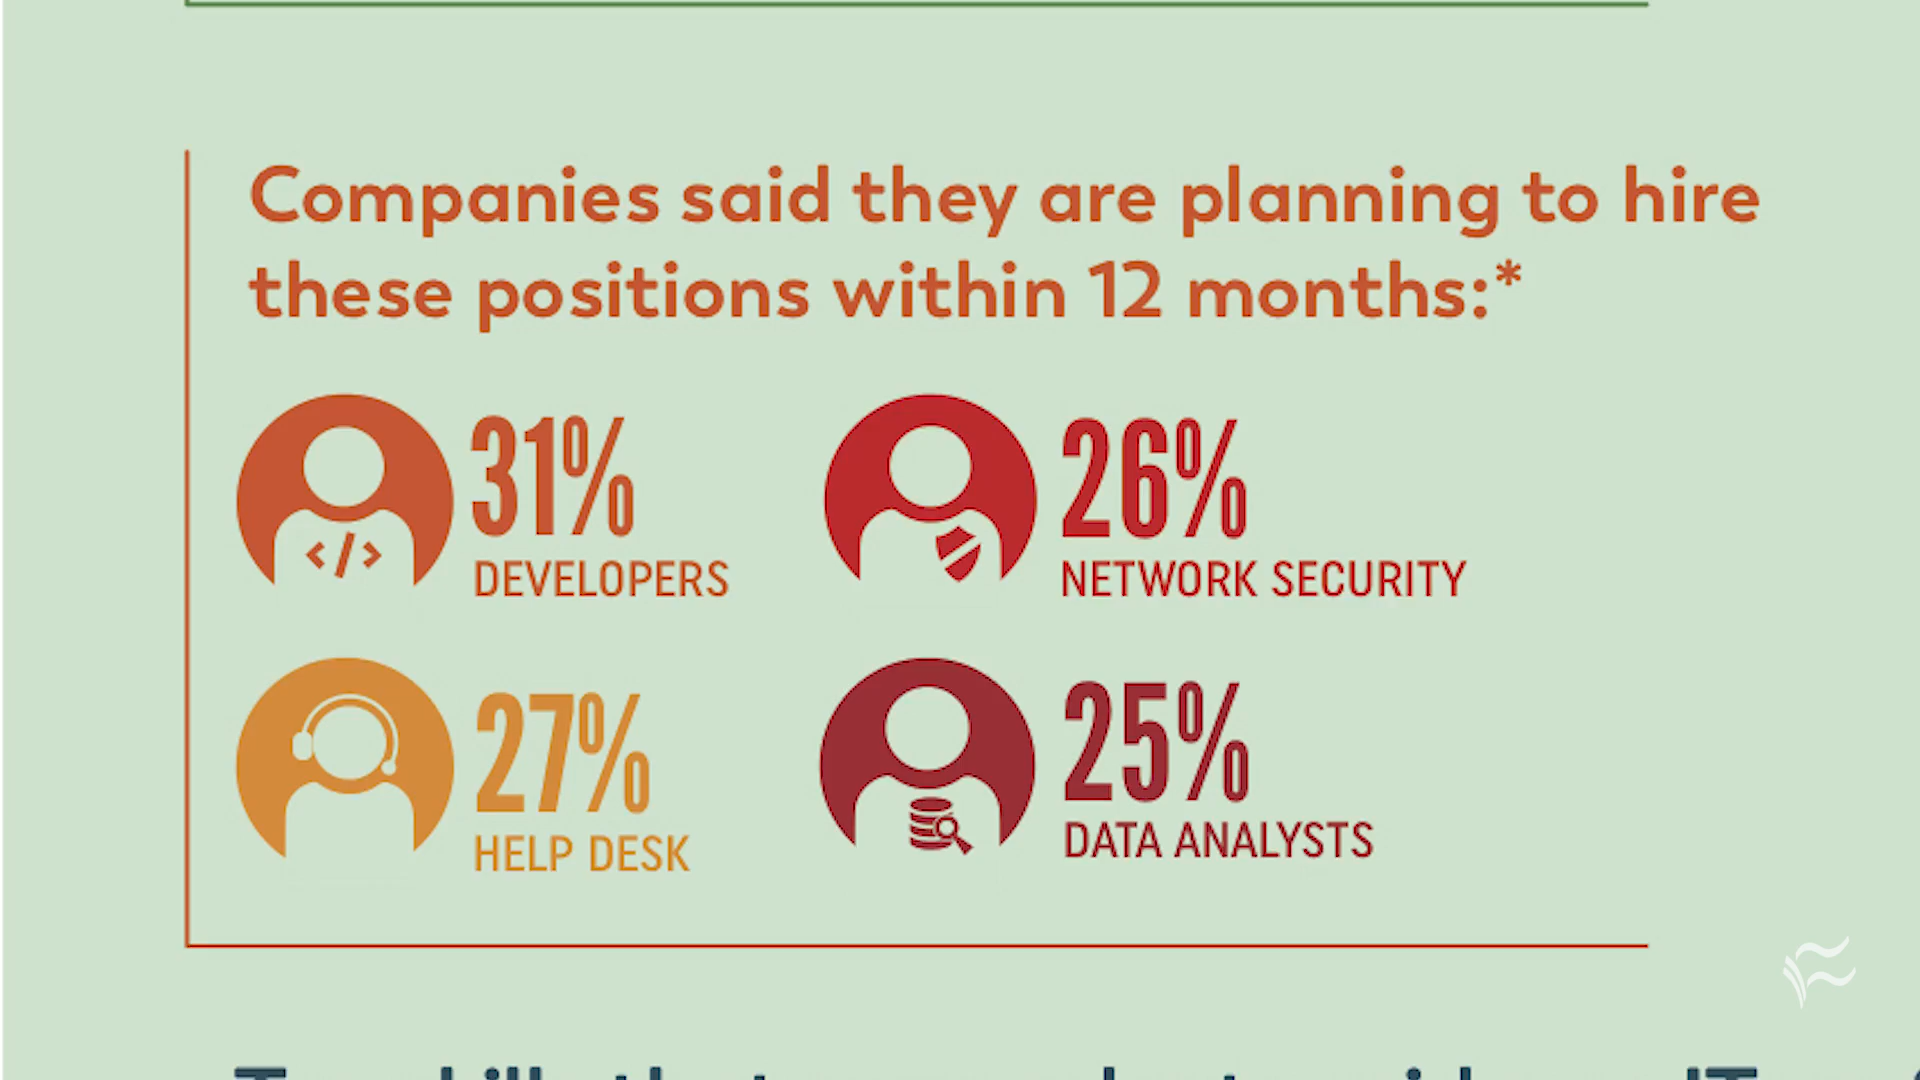 Companies said they are planning to hire
these positions within 12 months:*
31%
DEVELOPERS
26%
NETWORK SECURITY
27%
HELP DESK
25%
DATA ANALYSTS